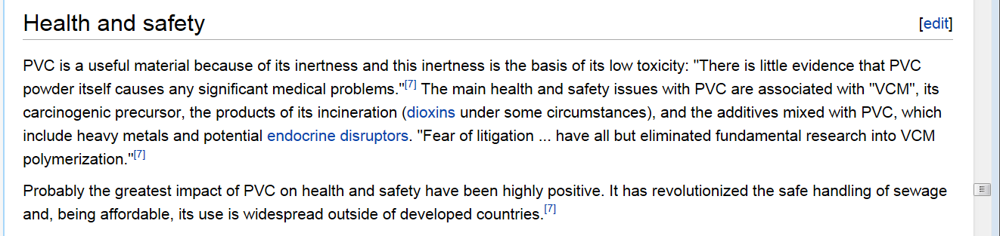 Health and safety [edit]
PVC is a useful material because of its inertness and this inertness is the basis of its low toxicity: "There is little evidence that PVC
powder itself causes any significant medical problems."[7] The main health and safety issues with PVC are associated with "VCM", its
carcinogenic precursor, the products of its incineration (dioxins under some circumstances), and the additives mixed with PVC, which
include heavy metals and potential endocrine disruptors. "Fear of litigation ... have all but eliminated fundamental research into VCM
polymerization."[7]
Probably the greatest impact of PVC on health and safety have been highly positive. It has revolutionized the safe handling of sewage
and, being affordable, its use is widespread outside of developed countries.[7]